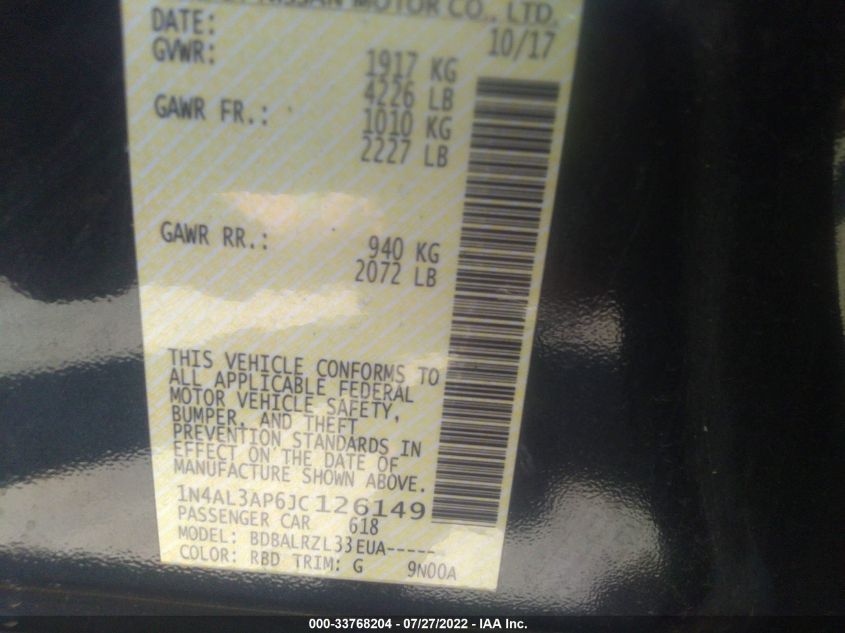 NISSAN MOTOR CO., LTD.
DATE: 10/17
GVWR: 1917 KG
4226 LB
GAWR FR.: 1010 KG
2227 LB
GAWR RR.: 940 KG
2072 LB
THIS VEHICLE CONFORMS TO
ALL APPLICABLE FEDERAL
MOTOR VEHICLE SAFETY,
BUMPER, AND THEFT
PREVENTION STANDARDS IN
EFFECT ON THE DATE OF
MANUFACTURE SHOWN ABOVE.
1N4AL3AP6JC126149
PASSENGER CAR 618
MODEL: BDBALRZL33EUA-----
COLOR: RBD TRIM: G 9N00A
000-33768204 - 07/27/2022 - IAA Inc.